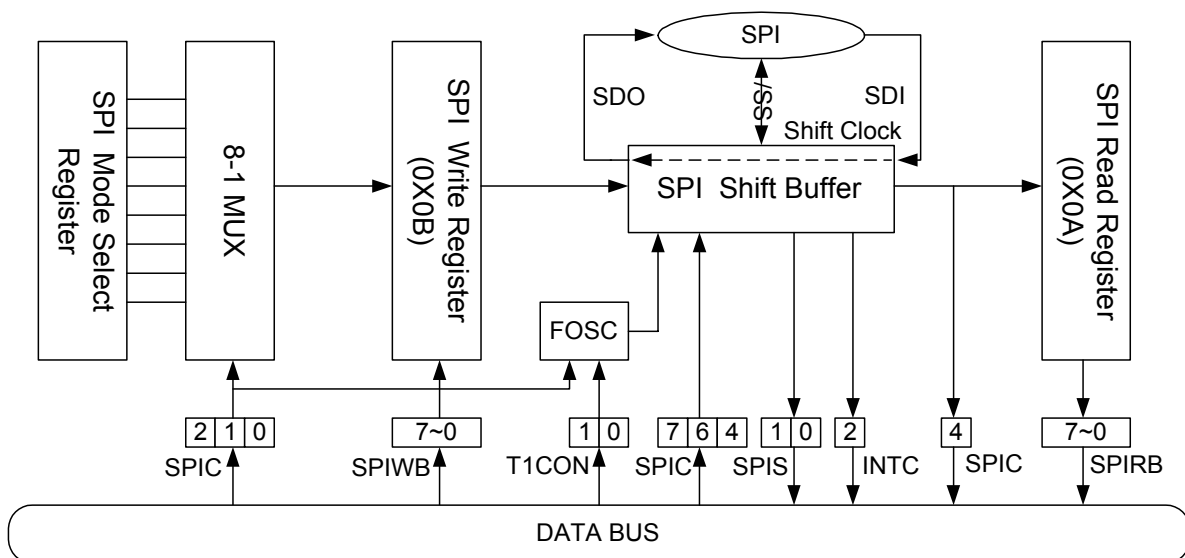 SPI
SDO
/SS
SDI
Shift Clock
SPI Mode Select
Register
8-1 MUX
SPI Write Register
(0X0B)
SPI Shift Buffer
SPI Read Register
(0X0A)
FOSC
2 1 0
7~0
1 0
7 6 4
1 0
2
4
7~0
SPIC
SPIWB
T1CON
SPIC
SPIS
INTC
SPIC
SPIRB
DATA BUS